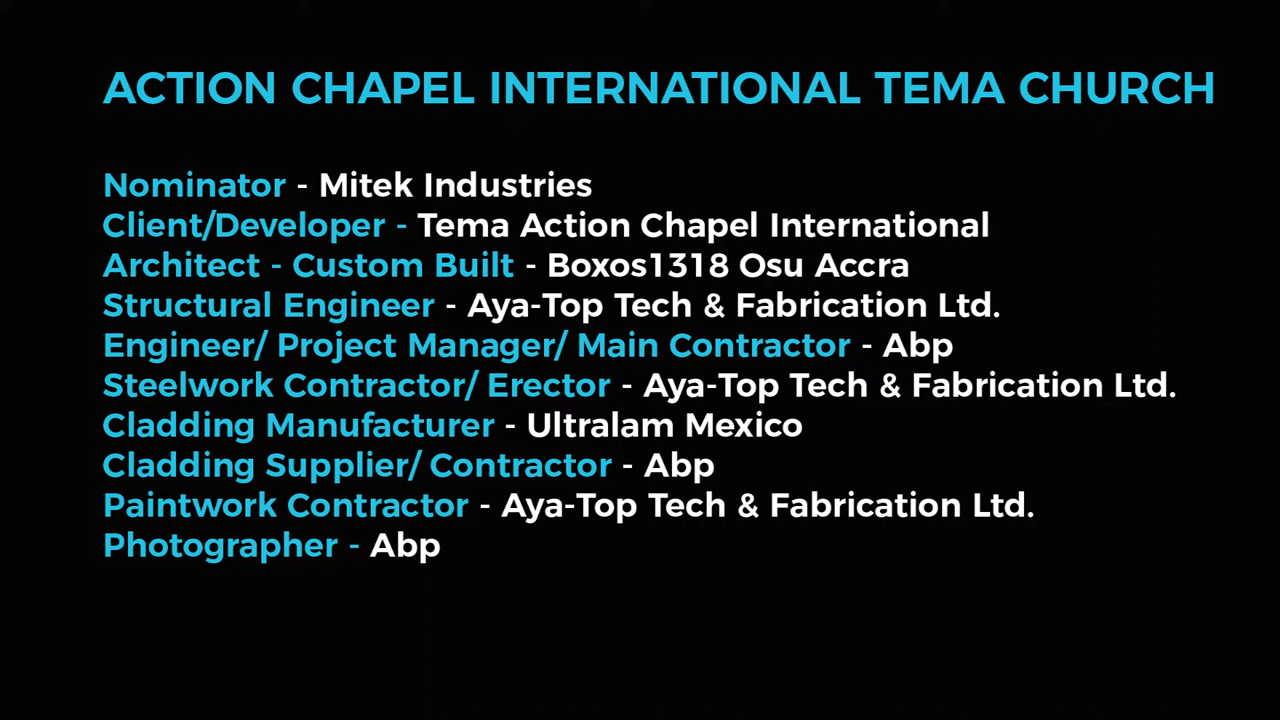 ACTION CHAPEL INTERNATIONAL TEMA CHURCH
Nominator - Mitek Industries
Client/Developer - Tema Action Chapel International
Architect - Custom Built - Boxos1318 Osu Accra
Structural Engineer - Aya-Top Tech & Fabrication Ltd.
Engineer/ Project Manager/ Main Contractor - Abp
Steelwork Contractor/ Erector - Aya-Top Tech & Fabrication Ltd.
Cladding Manufacturer - Ultralam Mexico
Cladding Supplier/ Contractor - Abp
Paintwork Contractor - Aya-Top Tech & Fabrication Ltd.
Photographer - Abp